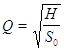 Q = √(H/S₀)